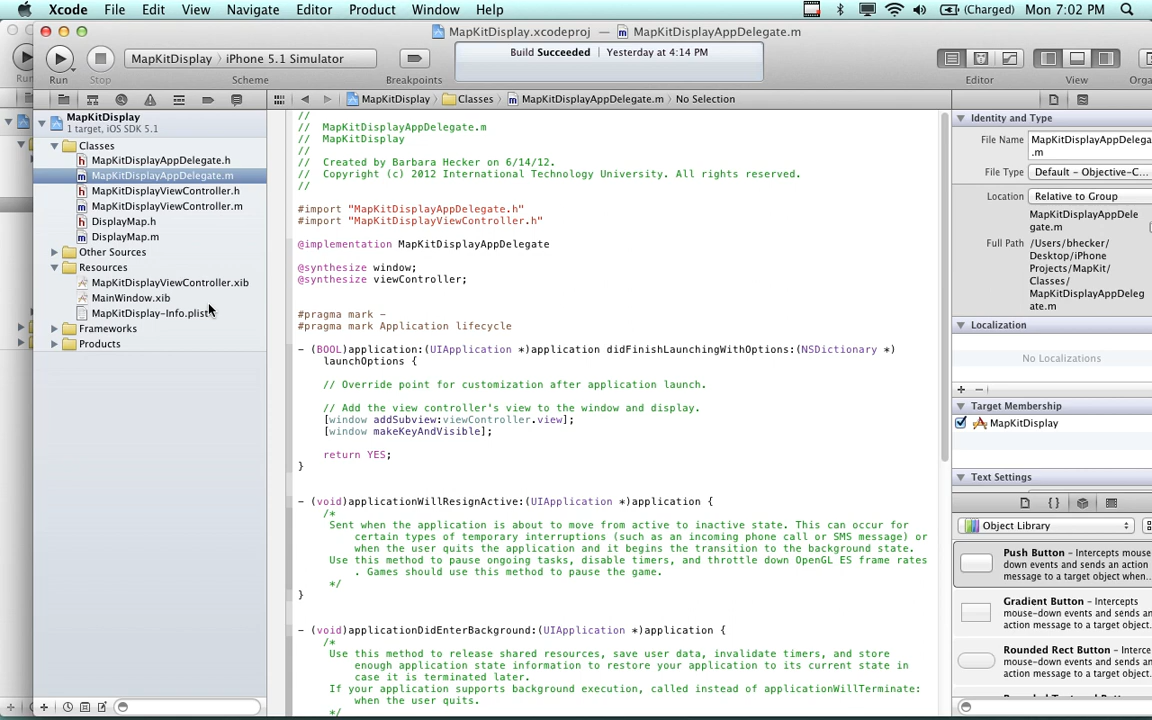 Xcode File Edit View Navigate Editor Product Window Help (Charged) Mon 7:02 PM
MapKitDisplay.xcodeproj — MapKitDisplayAppDelegate.m
MapKitDisplay iPhone 5.1 Simulator
Build Succeeded | Yesterday at 4:14 PM
Run Stop Scheme Breakpoints Editor View
MapKitDisplay Classes MapKitDisplayAppDelegate.m No Selection
MapKitDisplay
1 target, iOS SDK 5.1
Classes
MapKitDisplayAppDelegate.h
MapKitDisplayAppDelegate.m
MapKitDisplayViewController.h
MapKitDisplayViewController.m
DisplayMap.h
DisplayMap.m
Other Sources
Resources
MapKitDisplayViewController.xib
MainWindow.xib
MapKitDisplay-Info.plist
Frameworks
Products
//
// MapKitDisplayAppDelegate.m
// MapKitDisplay
//
// Created by Barbara Hecker on 6/14/12.
// Copyright (c) 2012 International Technology University. All rights reserved.
//
#import "MapKitDisplayAppDelegate.h"
#import "MapKitDisplayViewController.h"
@implementation MapKitDisplayAppDelegate
@synthesize window;
@synthesize viewController;
#pragma mark -
#pragma mark Application lifecycle
- (BOOL)application:(UIApplication *)application didFinishLaunchingWithOptions:(NSDictionary *)
launchOptions {
// Override point for customization after application launch.
// Add the view controller's view to the window and display.
[window addSubview:viewController.view];
[window makeKeyAndVisible];
return YES;
}
- (void)applicationWillResignActive:(UIApplication *)application {
/*
Sent when the application is about to move from active to inactive state. This can occur for
certain types of temporary interruptions (such as an incoming phone call or SMS message) or
when the user quits the application and it begins the transition to the background state.
Use this method to pause ongoing tasks, disable timers, and throttle down OpenGL ES frame rates
. Games should use this method to pause the game.
*/
}
- (void)applicationDidEnterBackground:(UIApplication *)application {
/*
Use this method to release shared resources, save user data, invalidate timers, and store
enough application state information to restore your application to its current state in
case it is terminated later.
If your application supports background execution, called instead of applicationWillTerminate:
when the user quits.
*/
Identity and Type
File Name MapKitDisplayAppDelega
.m
File Type Default - Objective-C...
Location Relative to Group
MapKitDisplayAppDele
gate.m
Full Path /Users/bhecker/
Desktop/iPhone
Projects/MapKit/
Classes/
MapKitDisplayAppDeleg
ate.m
Localization
No Localizations
Target Membership
MapKitDisplay
Text Settings
Object Library
Push Button – Intercepts mouse-
down events and sends an action
message to a target object when...
Gradient Button – Intercepts
mouse-down events and sends an
action message to a target object...
Rounded Rect Button – Interce
mouse-down events and sends an
action message to a target object...